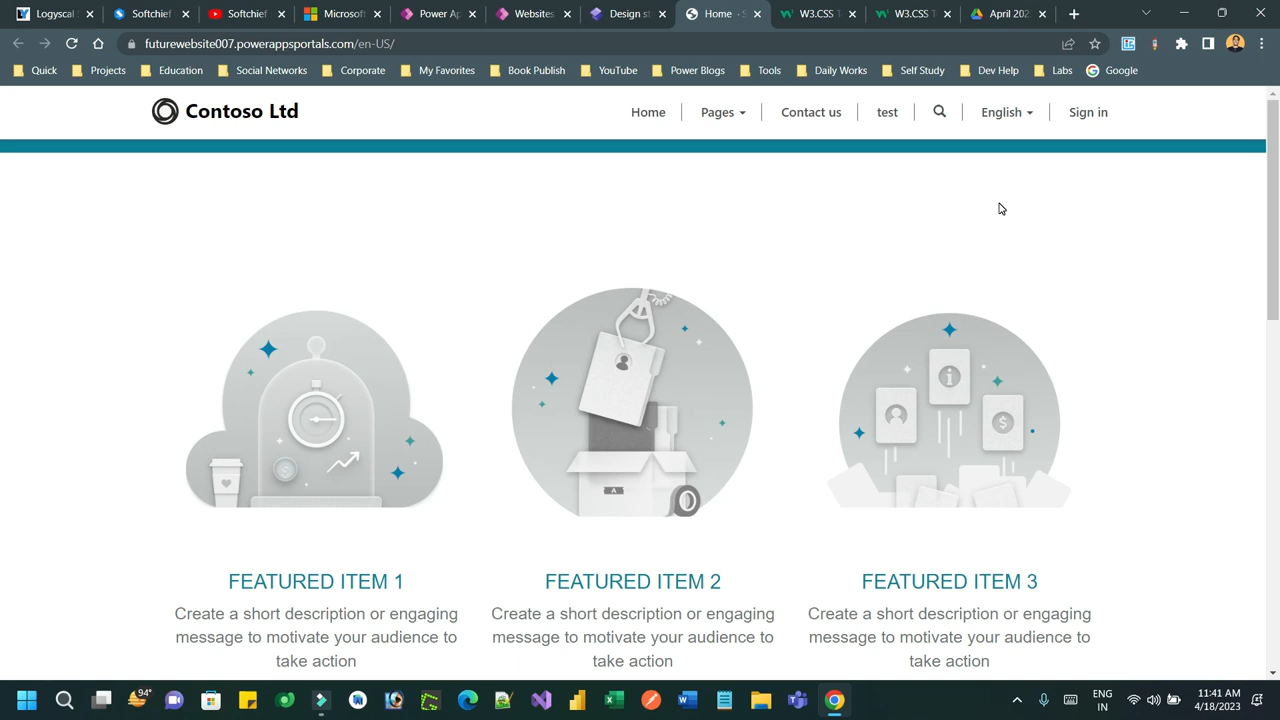 Logyscal
Softchief
Softchief
Microsoft
Power Ap
Websites
Design st
Home
W3.CSS T
W3.CSS T
April 202
futurewebsite007.powerappsportals.com/en-US/
Quick
Projects
Education
Social Networks
Corporate
My Favorites
Book Publish
YouTube
Power Blogs
Tools
Daily Works
Self Study
Dev Help
Labs
Google
Contoso Ltd
Home
Pages
Contact us
test
English
Sign in
A
FEATURED ITEM 1
FEATURED ITEM 2
FEATURED ITEM 3
Create a short description or engaging
message to motivate your audience to
take action
Create a short description or engaging
message to motivate your audience to
take action
Create a short description or engaging
message to motivate your audience to
take action
94°
ENG
IN
11:41 AM
4/18/2023